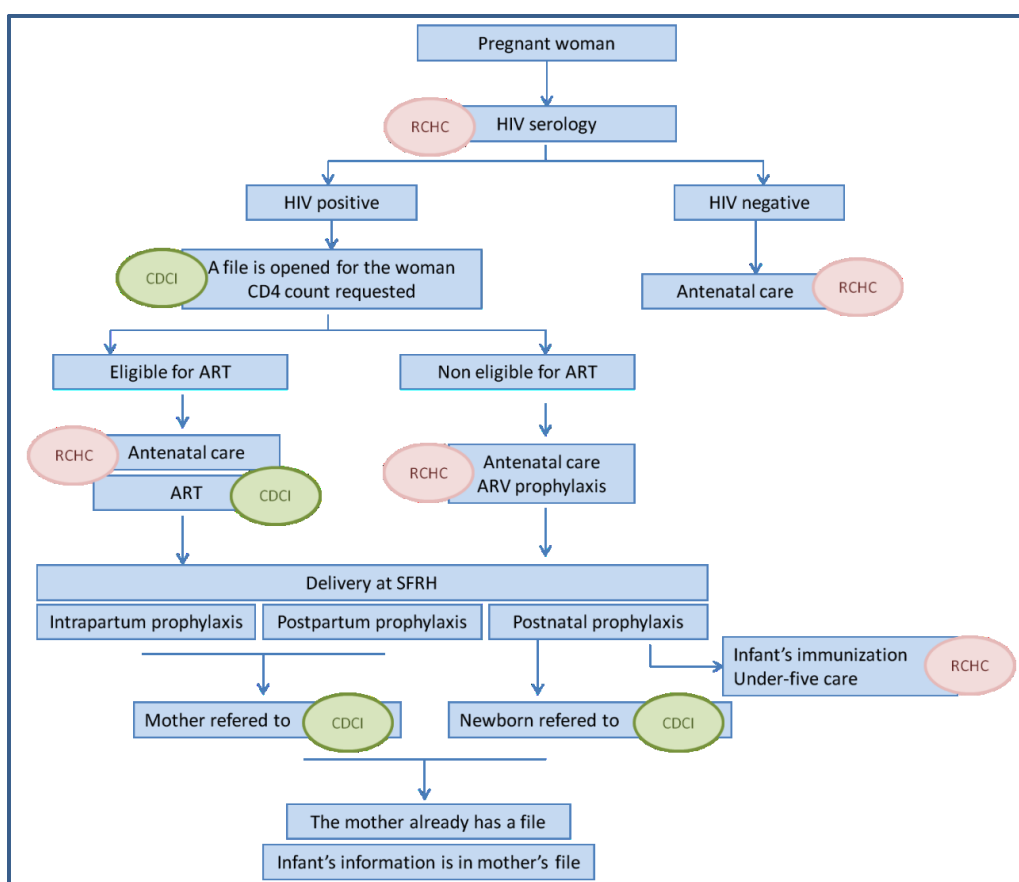 Pregnant woman
RCHC
HIV serology
HIV positive
HIV negative
CDCI
A file is opened for the woman
CD4 count requested
Antenatal care
RCHC
Eligible for ART
Non eligible for ART
RCHC
Antenatal care
ART
CDCI
RCHC
Antenatal care
ARV prophylaxis
Delivery at SFRH
Intrapartum prophylaxis
Postpartum prophylaxis
Postnatal prophylaxis
Infant’s immunization
Under-five care
RCHC
Mother refered to
CDCI
Newborn refered to
CDCI
The mother already has a file
Infant’s information is in mother’s file